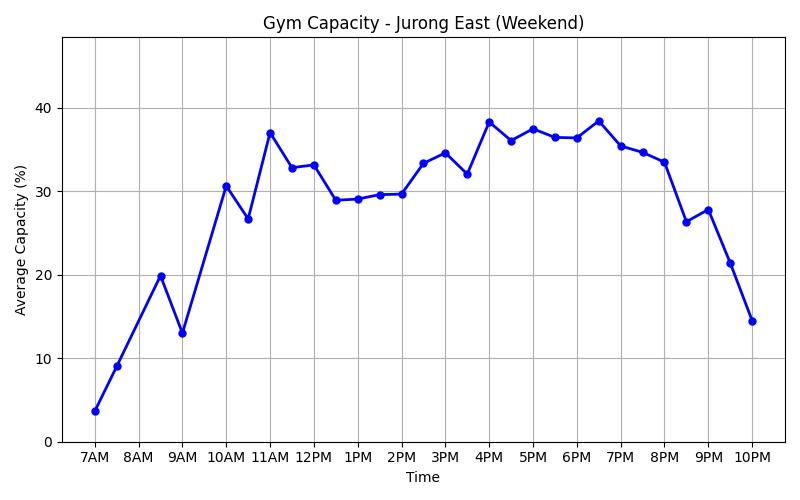 Gym Capacity - Jurong East (Weekend)
Average Capacity (%)
40
30
20
10
0
7AM 8AM 9AM 10AM 11AM 12PM 1PM 2PM 3PM 4PM 5PM 6PM 7PM 8PM 9PM 10PM
Time